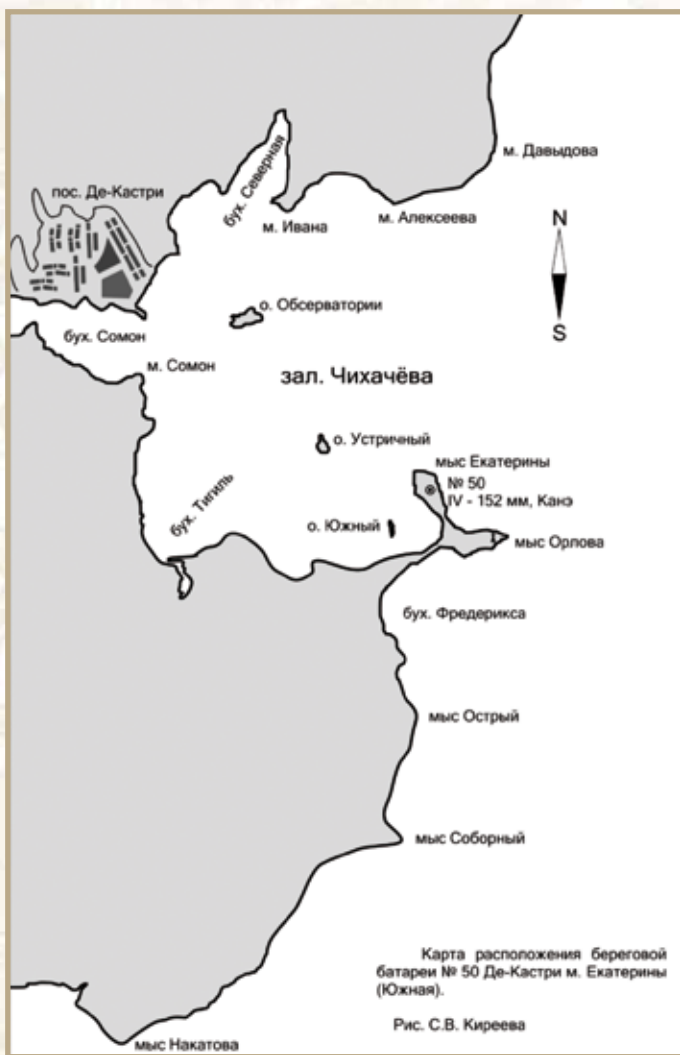 м. Давыдова
пос. Де-Кастри
бух. Северная
м. Ивана
м. Алексеева
N
S
о. Обсерватории
бух. Сомон
м. Сомон
зал. Чихачёва
о. Устричный
мыс Екатерины
№ 50
IV - 152 мм, Канэ
бух. Тигиль
о. Южный
мыс Орлова
бух. Фредерикса
мыс Острый
мыс Соборный
Карта расположения береговой
батареи № 50 Де-Кастри м. Екатерины
(Южная).
Рис. С.В. Киреева
мыс Накатова